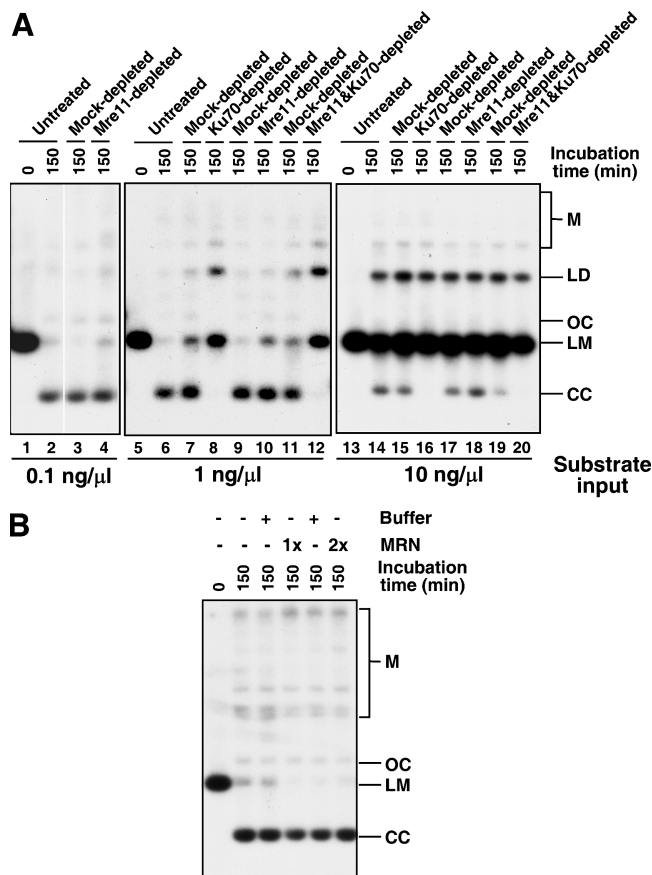 A
Untreated Mock-depleted Mre11-depleted Untreated Mock-depleted Ku70-depleted Mock-depleted Mre11-depleted Mock-depleted Mre11&Ku70-depleted Untreated Mock-depleted Ku70-depleted Mock-depleted Mre11-depleted Mock-depleted Mre11&Ku70-depleted
0 150 150 150 0 150 150 150 150 150 150 150 0 150 150 150 150 150 150 150 Incubation
time (min)
M
LD
OC
LM
CC
1 2 3 4 5 6 7 8 9 10 11 12 13 14 15 16 17 18 19 20
0.1 ng/µl 1 ng/µl 10 ng/µl Substrate
input
B
- - + - + - Buffer
- - - 1x - 2x MRN
0 150 150 150 150 150 Incubation
time (min)
M
OC
LM
CC